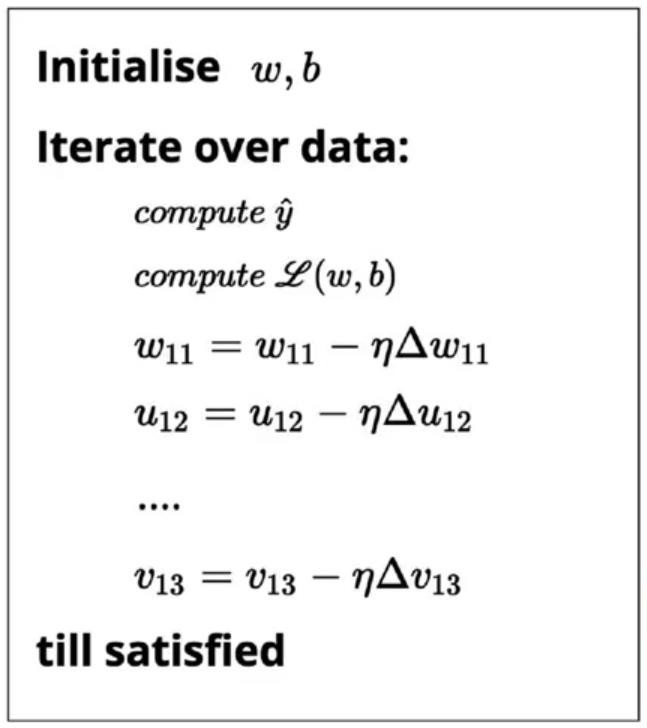 Initialise w, b
Iterate over data:
compute ŷ
compute ℒ(w, b)
w₁₁ = w₁₁ − ηΔw₁₁
u₁₂ = u₁₂ − ηΔu₁₂
....
v₁₃ = v₁₃ − ηΔv₁₃
till satisfied